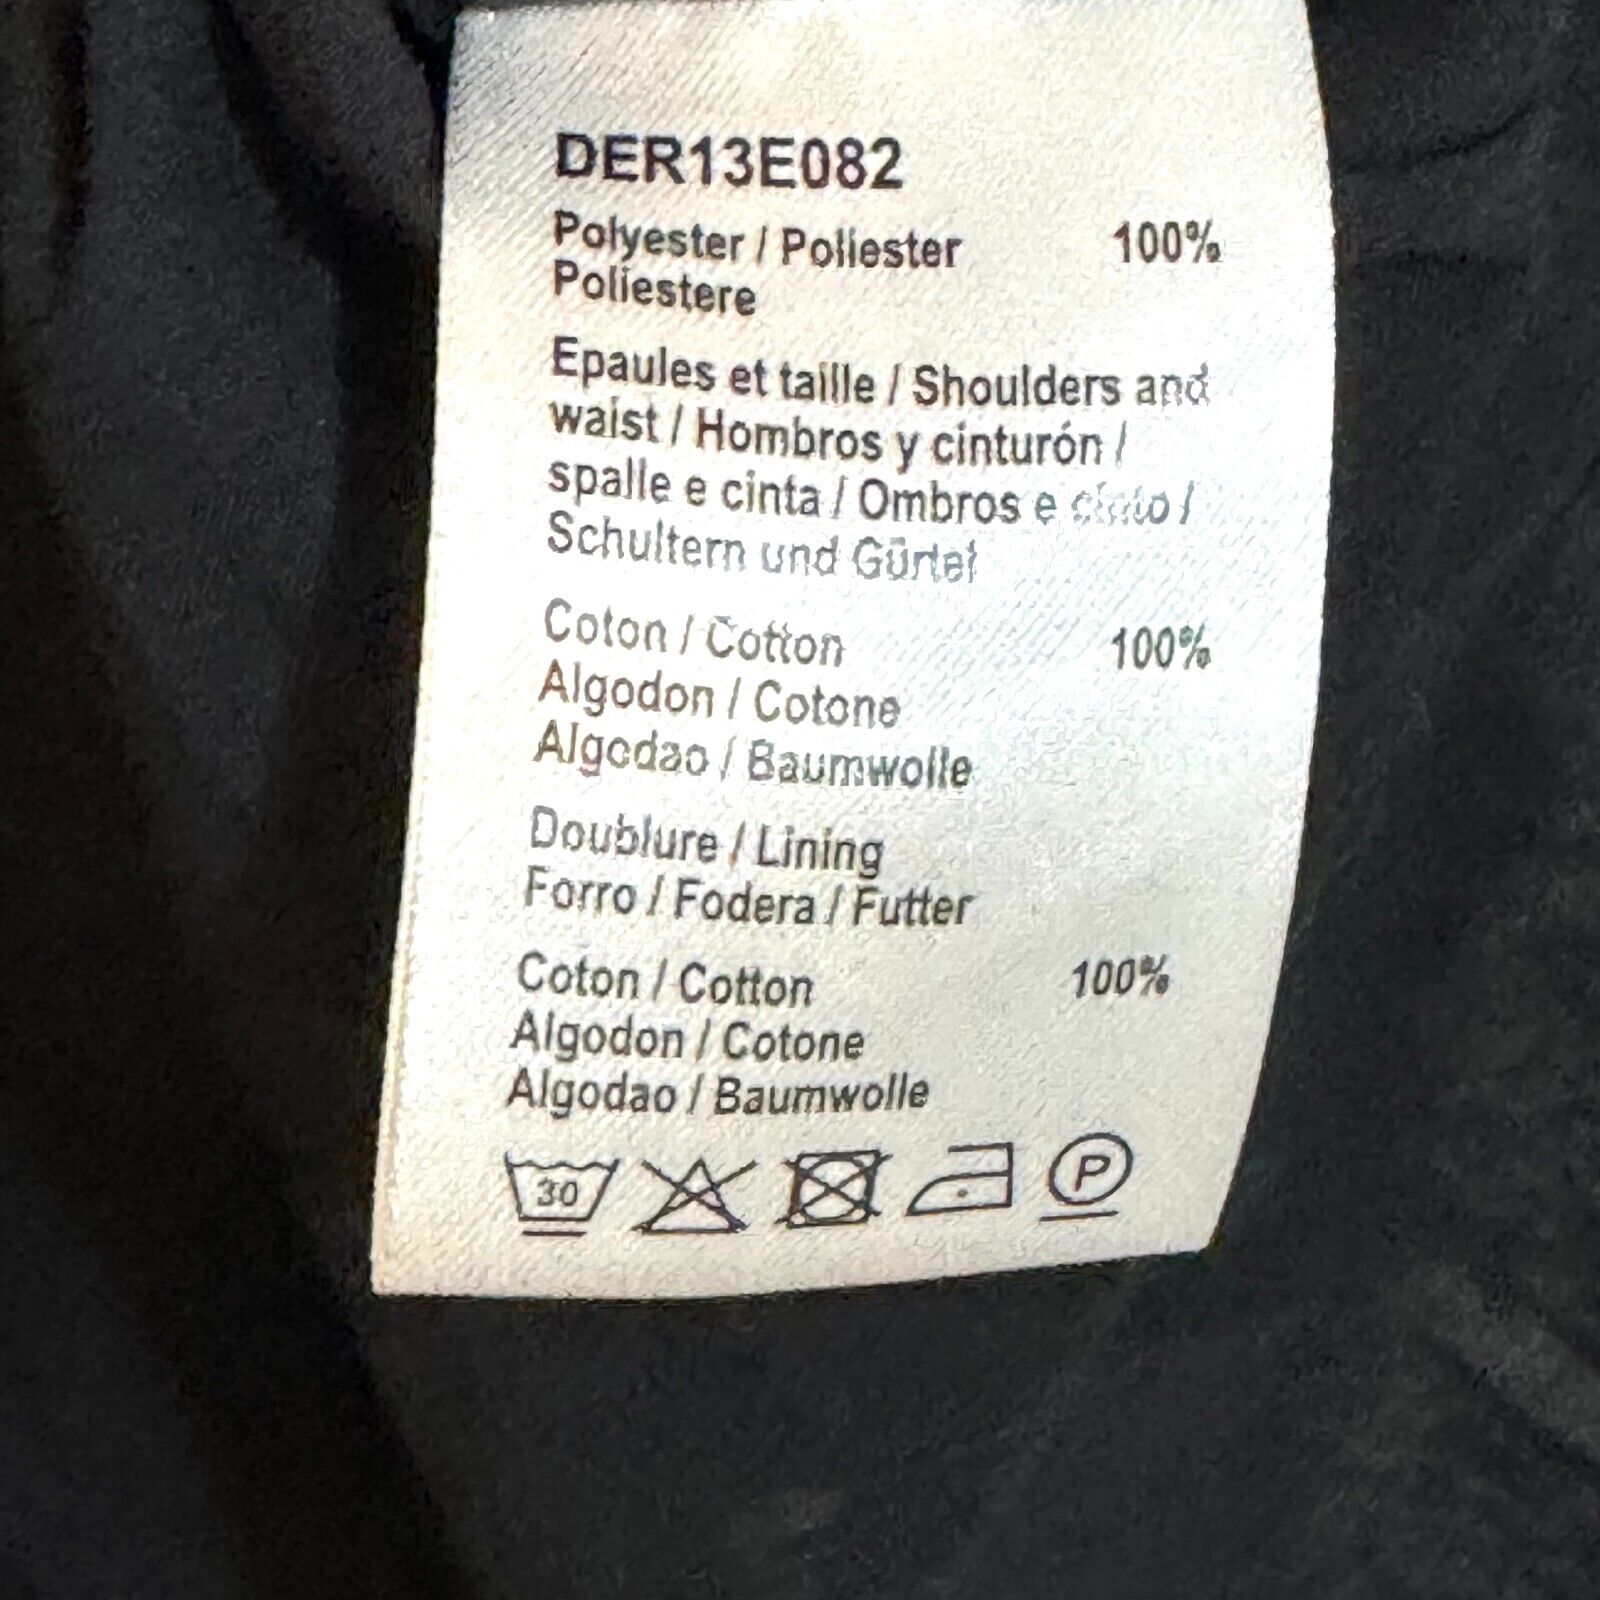 DER13E082
Polyester / Poliester 100%
Poliestere
Epaules et taille / Shoulders and
waist / Hombros y cinturón /
spalle e cinta / Ombros e cinto /
Schultern und Gürtel
Coton / Cotton 100%
Algodon / Cotone
Algodao / Baumwolle
Doublure / Lining
Forro / Fodera / Futter
Coton / Cotton 100%
Algodon / Cotone
Algodao / Baumwolle
30 P